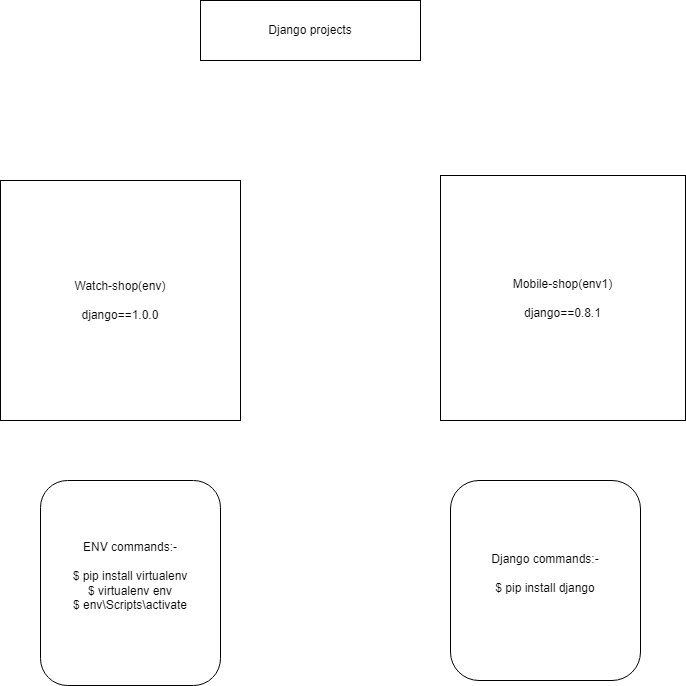 Django projects
Watch-shop(env)
django==1.0.0
Mobile-shop(env1)
django==0.8.1
ENV commands:-
$ pip install virtualenv
$ virtualenv env
$ env\Scripts\activate
Django commands:-
$ pip install django